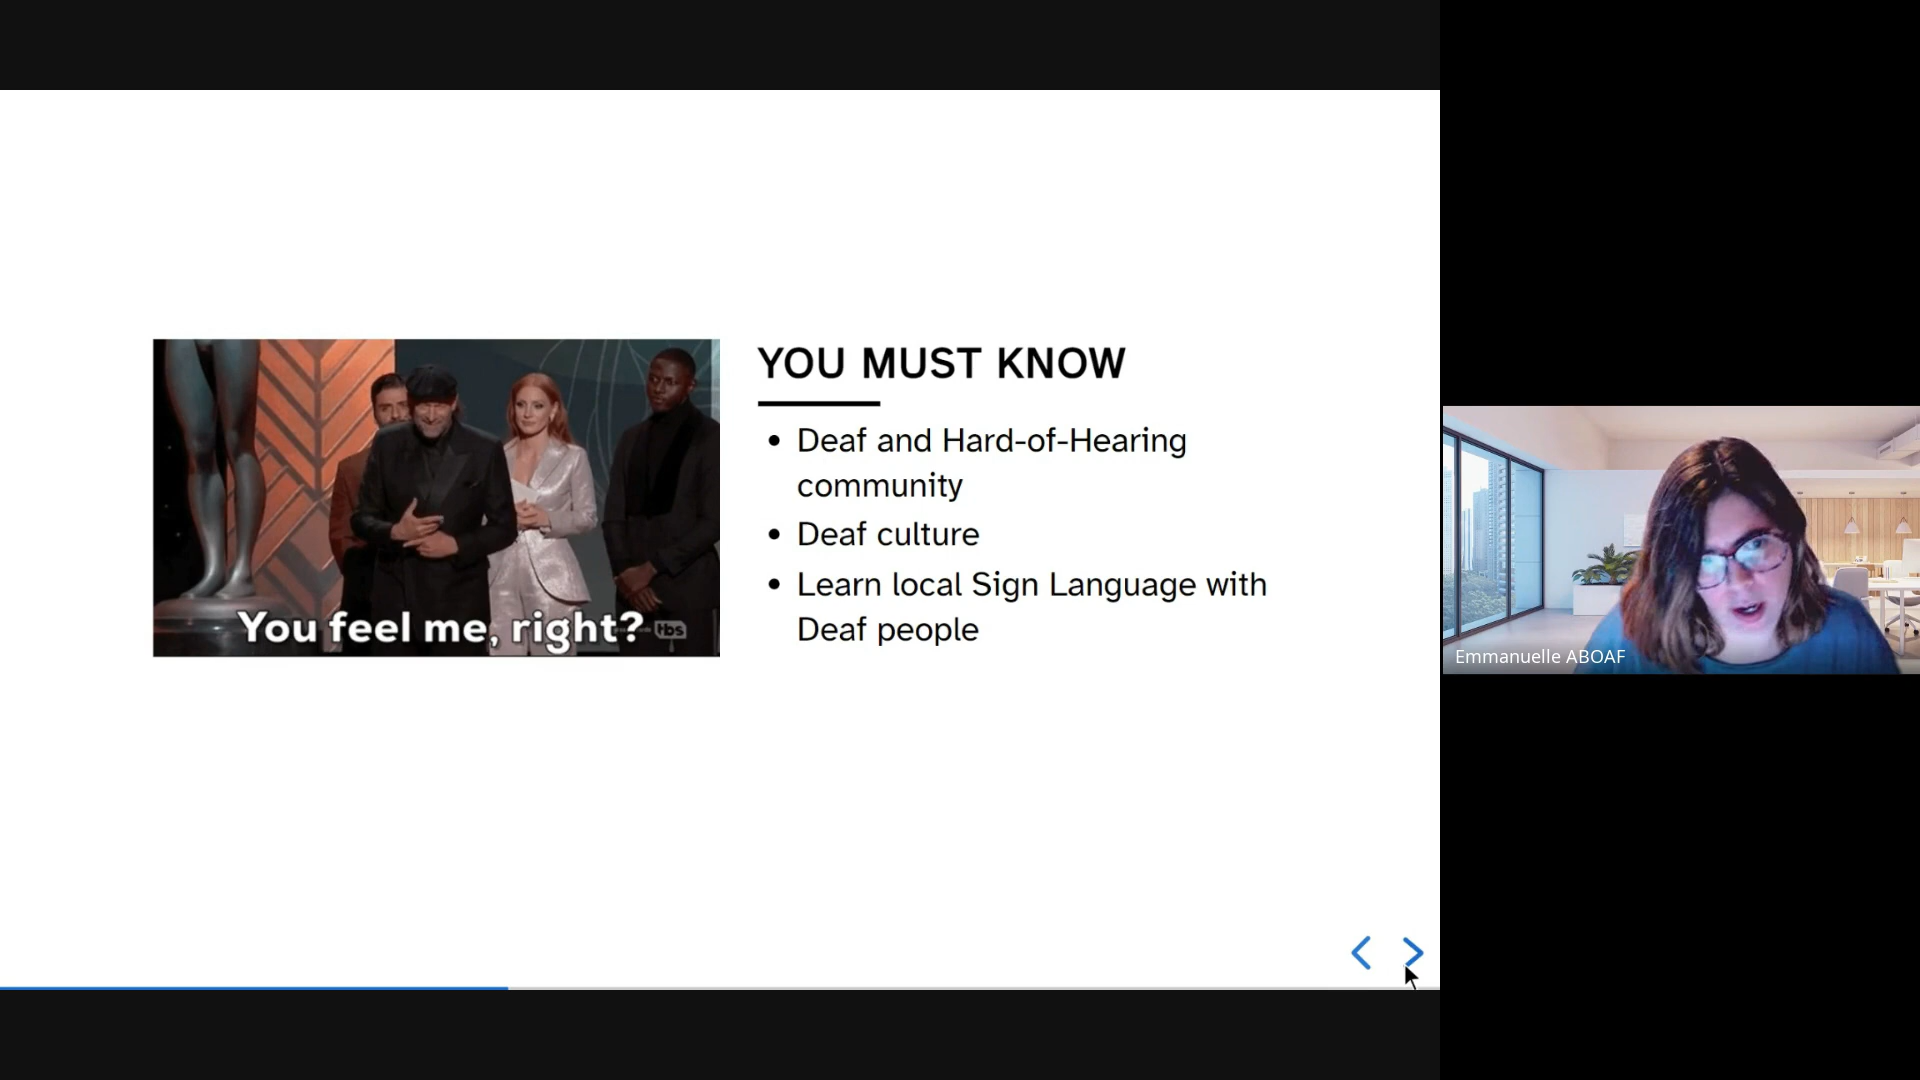 YOU MUST KNOW
Deaf and Hard-of-Hearing
community
Deaf culture
Learn local Sign Language with
Deaf people
You feel me, right?
tbs
Emmanuelle ABOAF